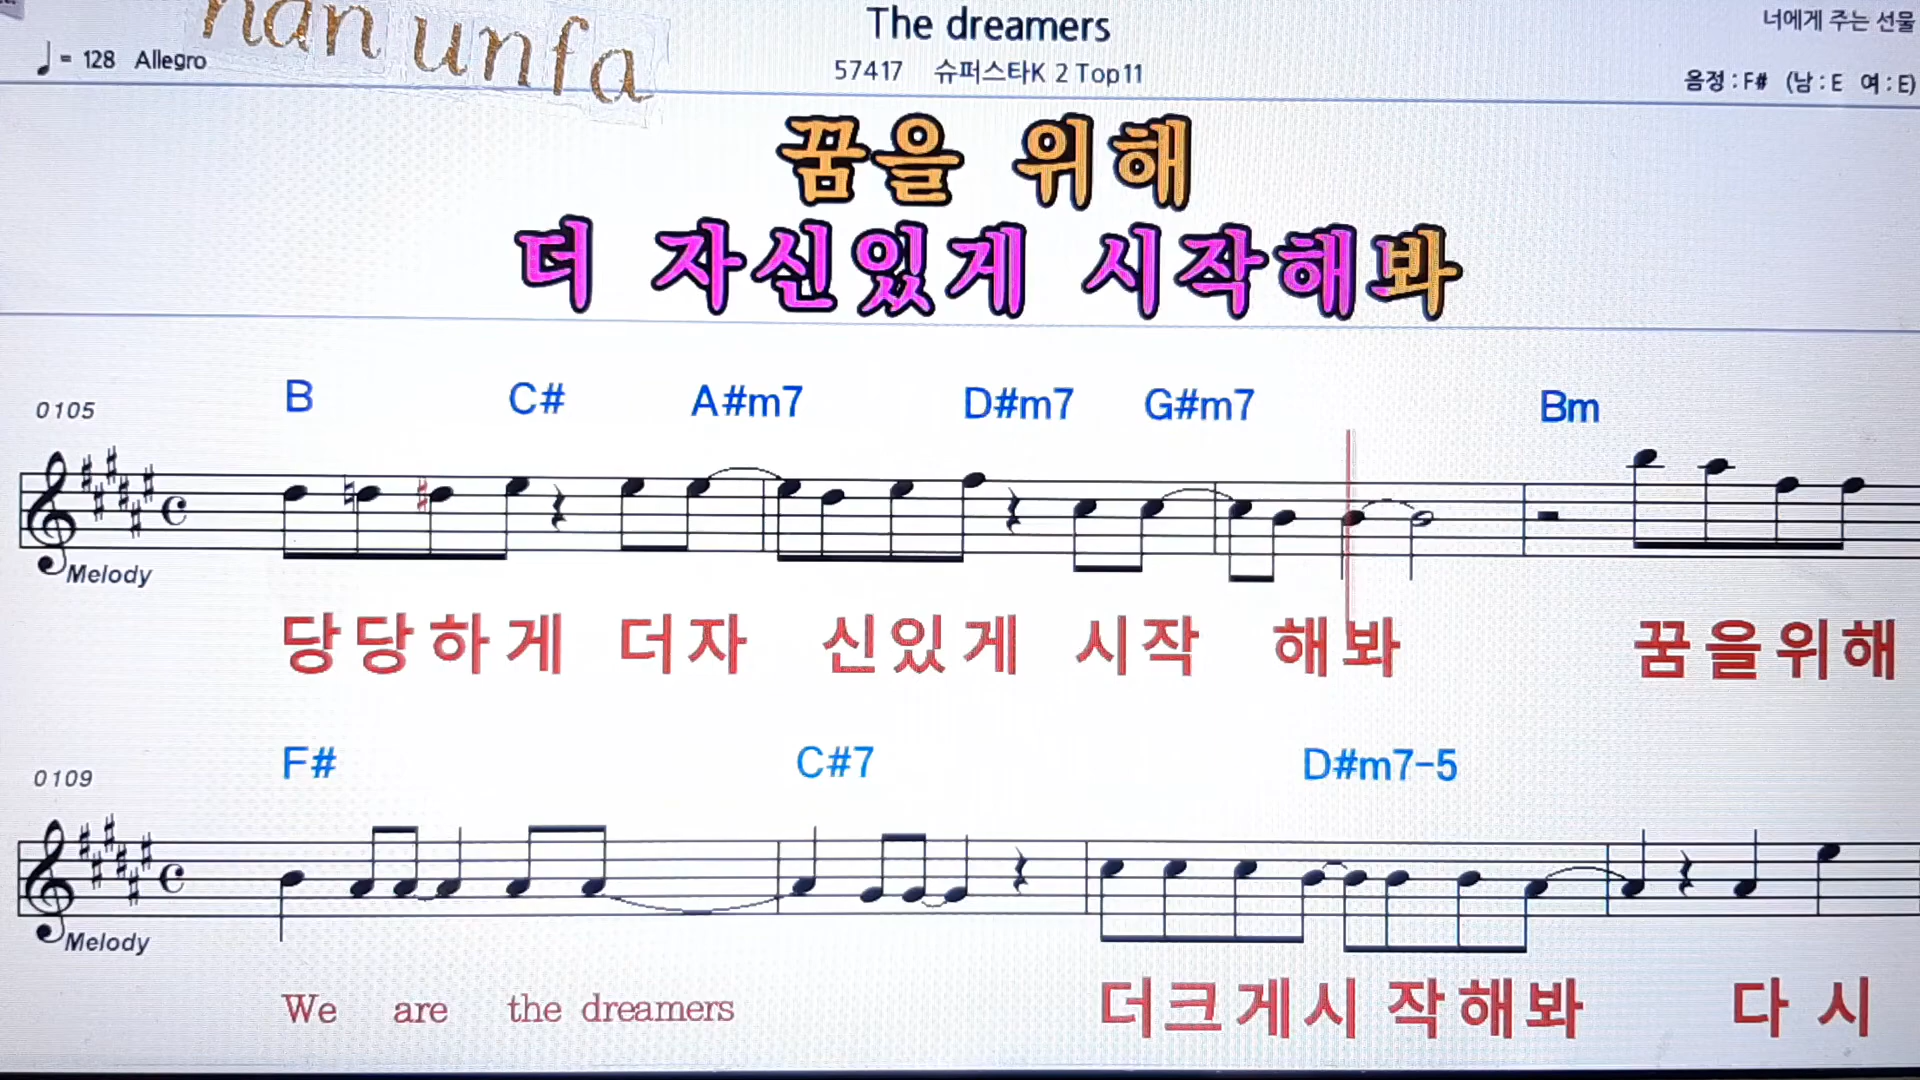 nan unfa
The dreamers
너에게 주는 선물
♩= 128 Allegro
57417 슈퍼스타K 2 Top11
음정 : F# (남 : E 여 : E)
꿈을 위해
더 자신있게 시작해봐
B C# A#m7 D#m7 G#m7 Bm
0105
Melody
당당하게 더자 신있게 시작 해봐 꿈을위해
F# C#7 D#m7-5
0109
Melody
We are the dreamers 더크게시 작해봐 다 시